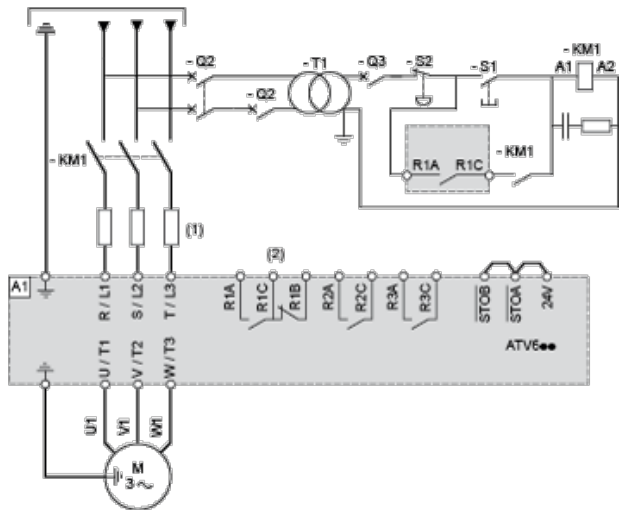 - Q2
- T1
- Q3
- S2
- S1
- KM1
A1
A2
- Q2
R1A
R1C
- KM1
- KM1
(1)
(2)
A1
R / L1
S / L2
T / L3
R1A
R1C
R1B
R2A
R2C
R3A
R3C
STOB
STOA
24V
ATV6●●
U / T1
V / T2
W / T3
U1
V1
W1
M
3 ~